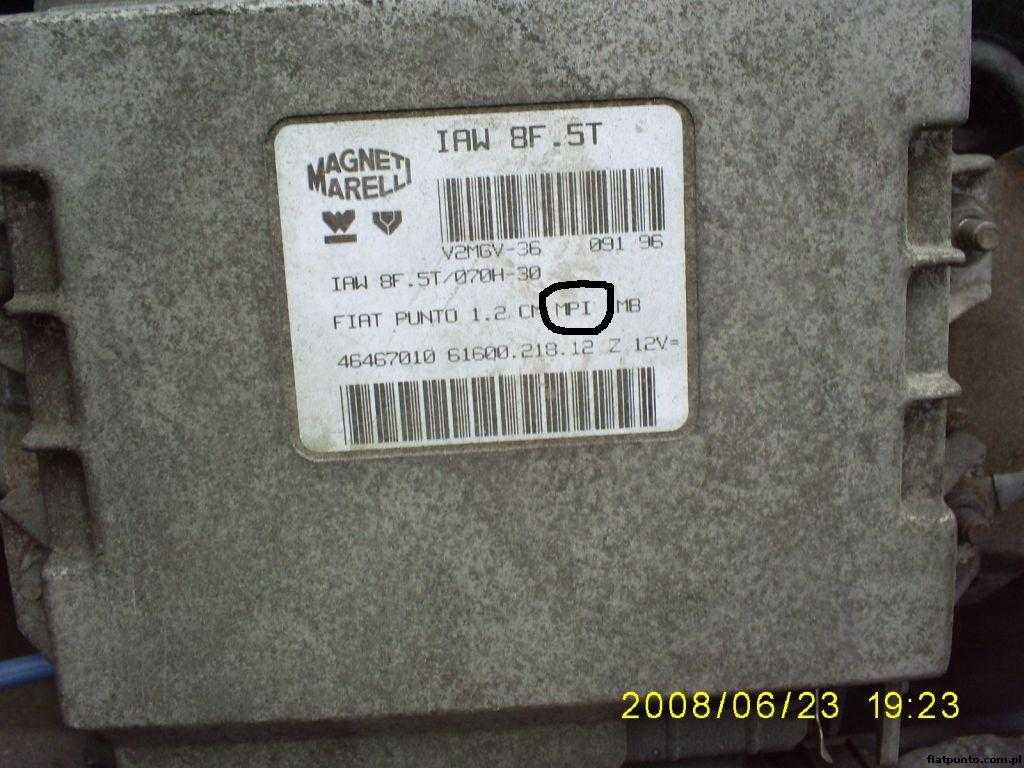 IAW 8F.5T
MAGNETI
MARELLI
V2MGV-36 091 96
IAW 8F.5T/070H-30
FIAT PUNTO 1.2 CM MPI MB
46467010 61600.218.12 Z 12V=
2008/06/23 19:23
fiatpunto.com.pl